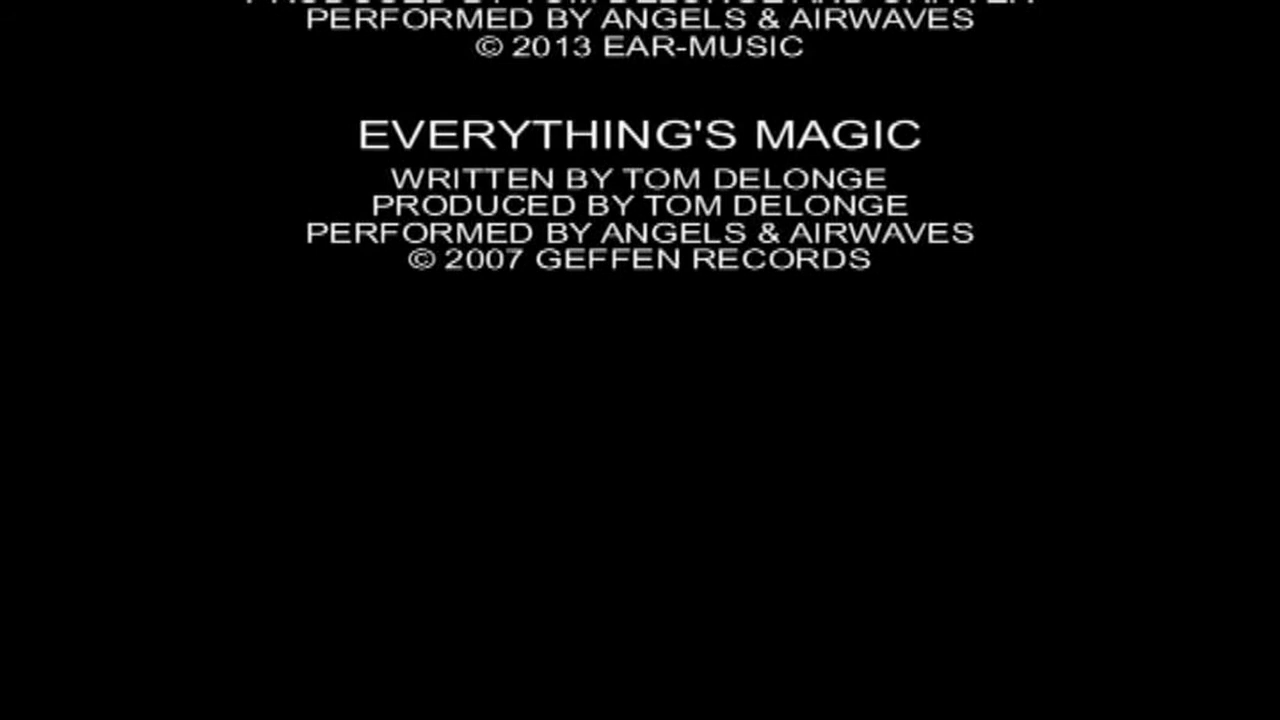 PERFORMED BY ANGELS & AIRWAVES
© 2013 EAR-MUSIC
EVERYTHING'S MAGIC
WRITTEN BY TOM DELONGE
PRODUCED BY TOM DELONGE
PERFORMED BY ANGELS & AIRWAVES
© 2007 GEFFEN RECORDS